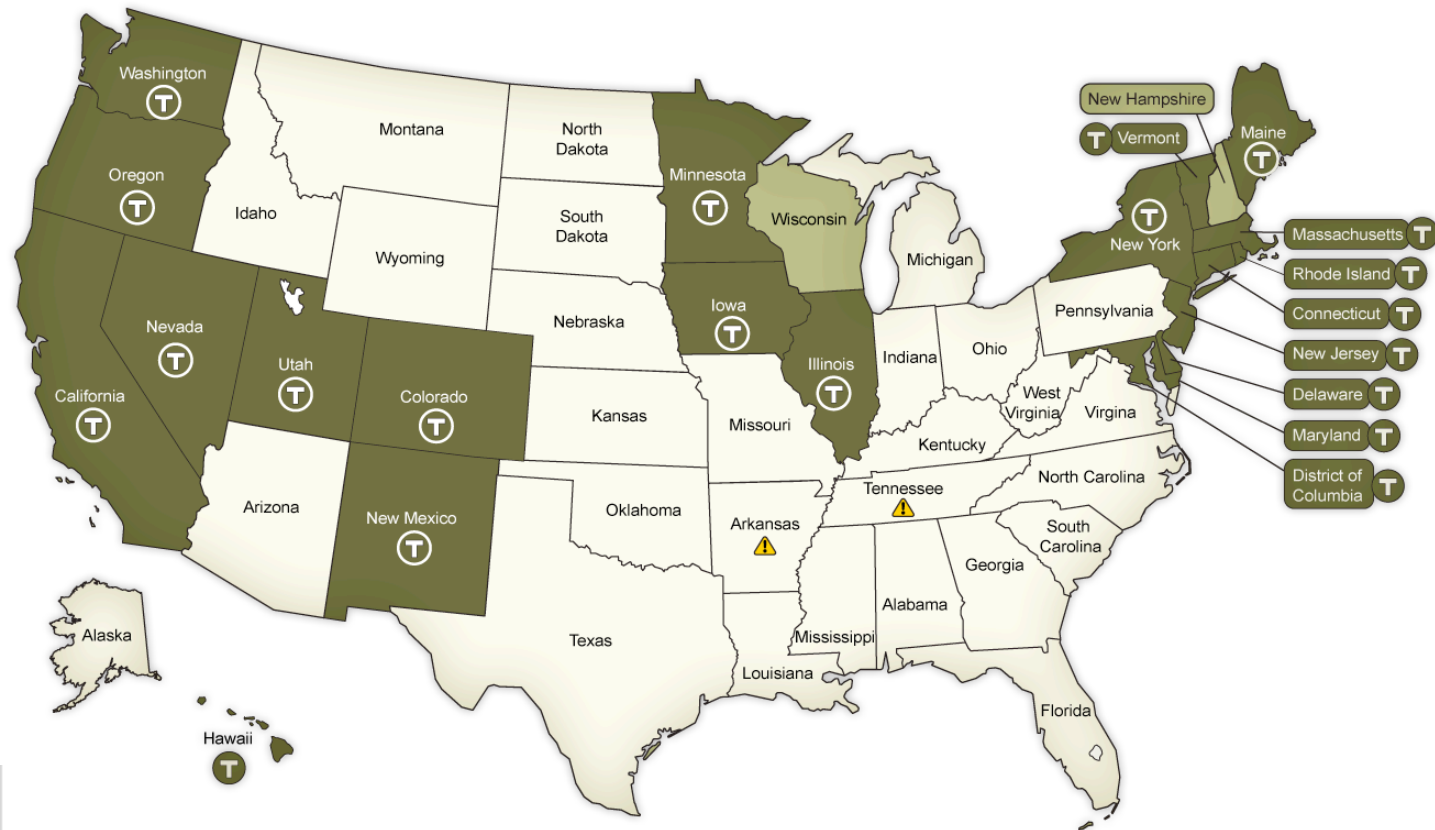 Washington
T
Montana
North
Dakota
Minnesota
T
New Hampshire
T Vermont
Maine
T
Oregon
T
Idaho
South
Dakota
Wisconsin
T
New York
Massachusetts T
Wyoming
Michigan
Rhode Island T
Nevada
T
Utah
T
Nebraska
Iowa
T
Pennsylvania
Connecticut T
California
T
Colorado
T
Illinois
T
Indiana
Ohio
New Jersey T
Kansas
Missouri
West
Virginia
Virgina
Delaware T
Kentucky
Maryland T
Arizona
New Mexico
T
Oklahoma
Arkansas
!
Tennessee
!
North Carolina
District of
Columbia T
South
Carolina
Georgia
Alaska
Texas
Mississippi
Alabama
Louisiana
Hawaii
T
Florida